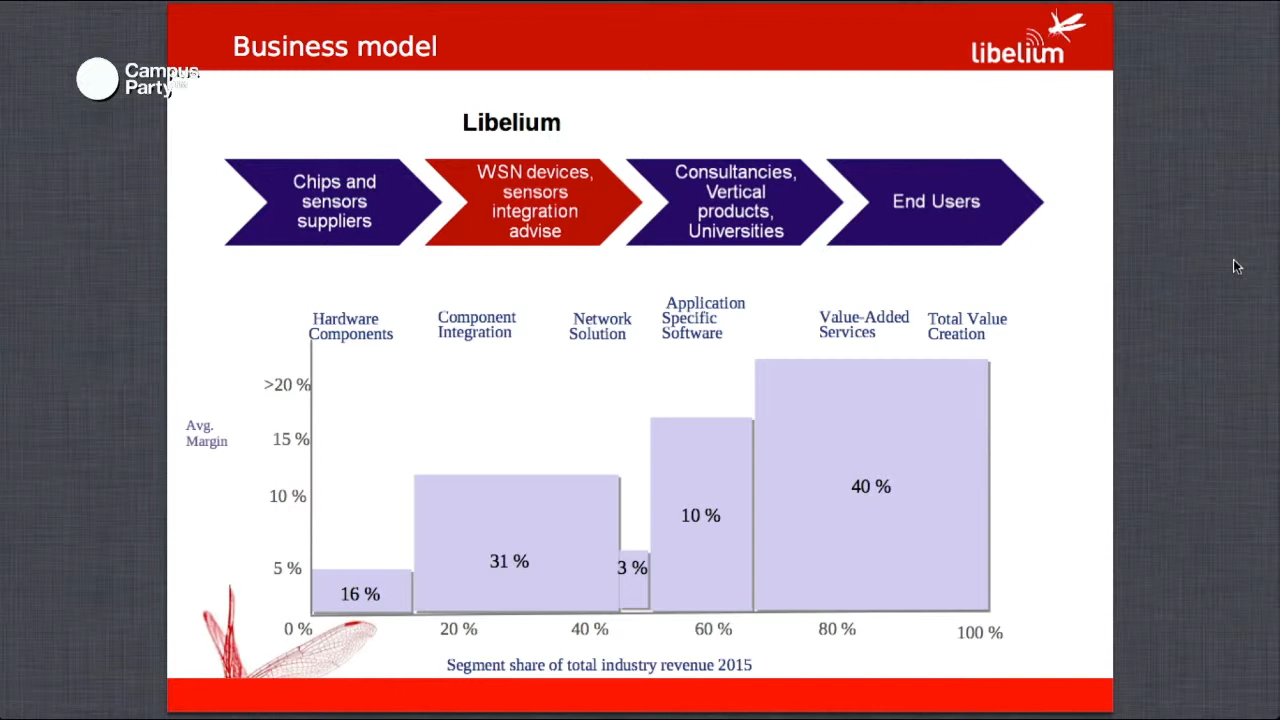 Business model
libelium
Campus
Party
Libelium
Chips and
sensors
suppliers
WSN devices,
sensors
integration
advise
Consultancies,
Vertical
products,
Universities
End Users
Hardware
Components
Component
Integration
Network
Solution
Application
Specific
Software
Value-Added
Services
Total Value
Creation
Avg.
Margin
>20 %
15 %
10 %
5 %
16 %
31 %
3 %
10 %
40 %
0 %
20 %
40 %
60 %
80 %
100 %
Segment share of total industry revenue 2015